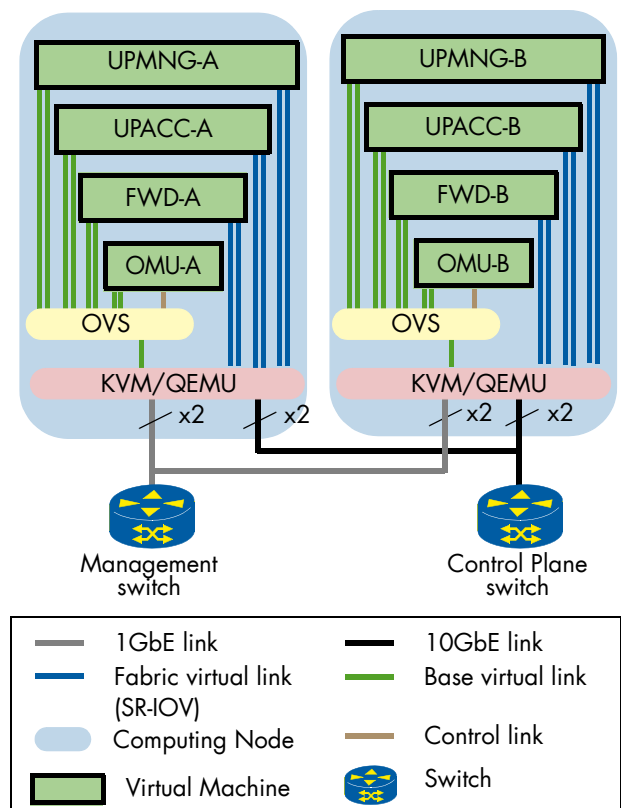 UPMNG-A
UPACC-A
FWD-A
OMU-A
OVS
KVM/QEMU
x2
x2
UPMNG-B
UPACC-B
FWD-B
OMU-B
OVS
KVM/QEMU
x2
x2
Management
switch
Control Plane
switch
1GbE link
10GbE link
Fabric virtual link
(SR-IOV)
Base virtual link
Computing Node
Control link
Virtual Machine
Switch